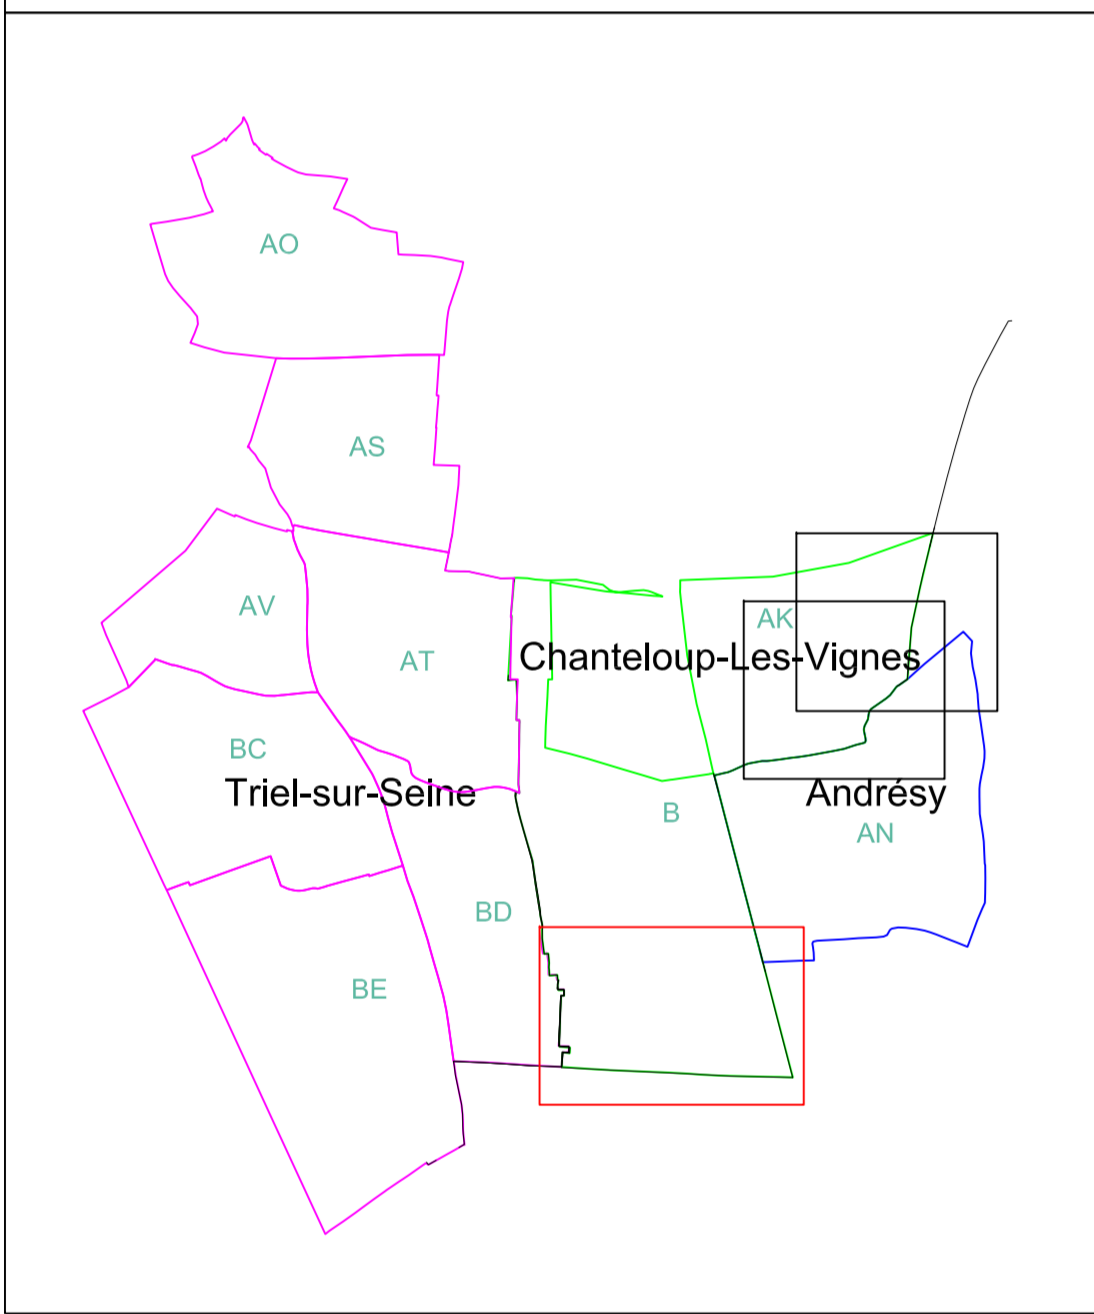 AO
AS
AV
AK
AT
Chanteloup-Les-Vignes
BC
Triel-sur-Seine
Andrésy
B
AN
BD
BE